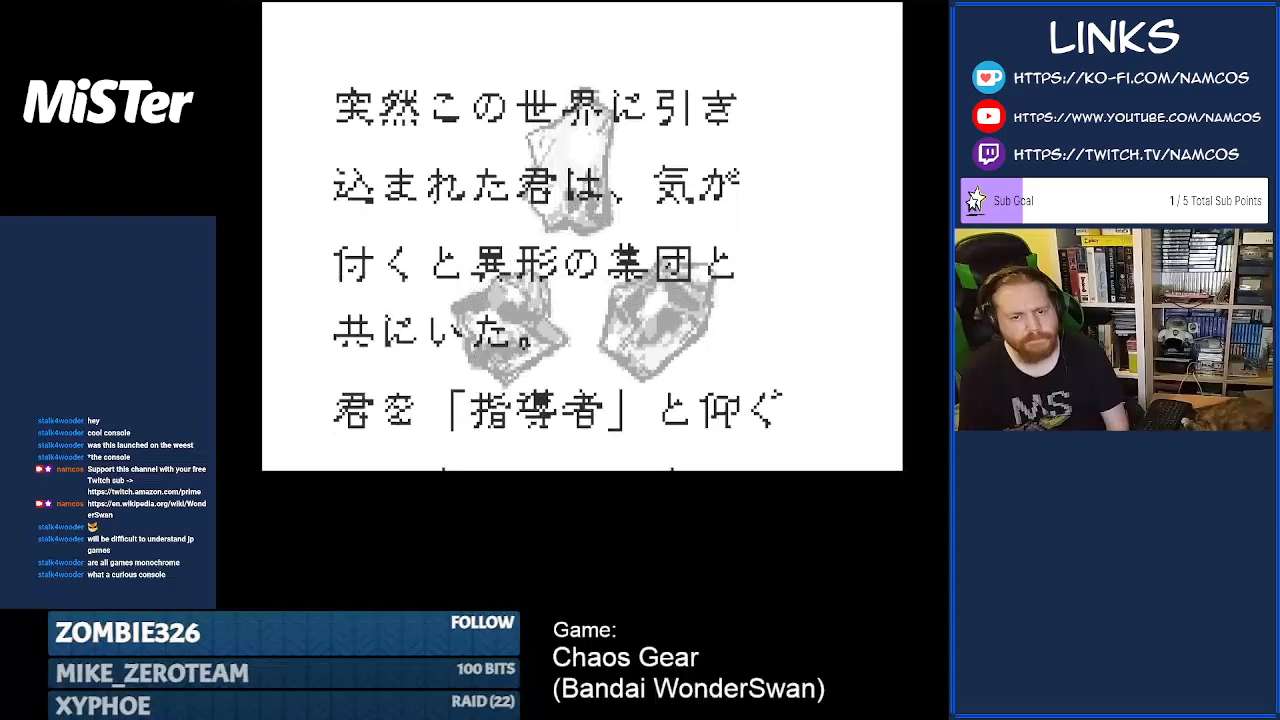 MiSTer
突然この世界に引き
込まれた君は、気が
付くと異形の集団と
共にいた。
君を「指導者」と仰ぐ
LINKS
HTTPS://KO-FI.COM/NAMCOS
HTTPS://WWW.YOUTUBE.COM/NAMCOS
HTTPS://TWITCH.TV/NAMCOS
Sub Goal 1 / 5 Total Sub Points
MS
stalk4wooder hey
stalk4wooder cool console
stalk4wooder was this launched on the weest
stalk4wooder *the console
namcos Support this channel with your free
Twitch sub ->
https://twitch.amazon.com/prime
namcos https://en.wikipedia.org/wiki/Wond
erSwan
stalk4wooder
stalk4wooder will be difficult to understand jp
games
stalk4wooder are all games monochrome
stalk4wooder what a curious console
ZOMBIE326 FOLLOW
MIKE_ZEROTEAM 100 BITS
XYPHOE RAID (22)
Game:
Chaos Gear
(Bandai WonderSwan)